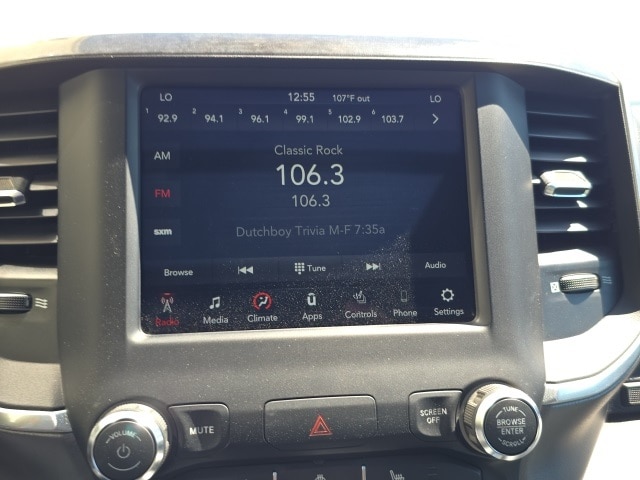 LO 12:55 107°F out LO
1 92.9 2 94.1 3 96.1 4 99.1 5 102.9 6 103.7
AM Classic Rock
106.3
FM 106.3
sxm Dutchboy Trivia M-F 7:35a
Browse Tune Audio
Radio Media Climate Apps Controls Phone Settings
VOLUME MUTE SCREEN OFF TUNE
BROWSE
ENTER
SCROLL